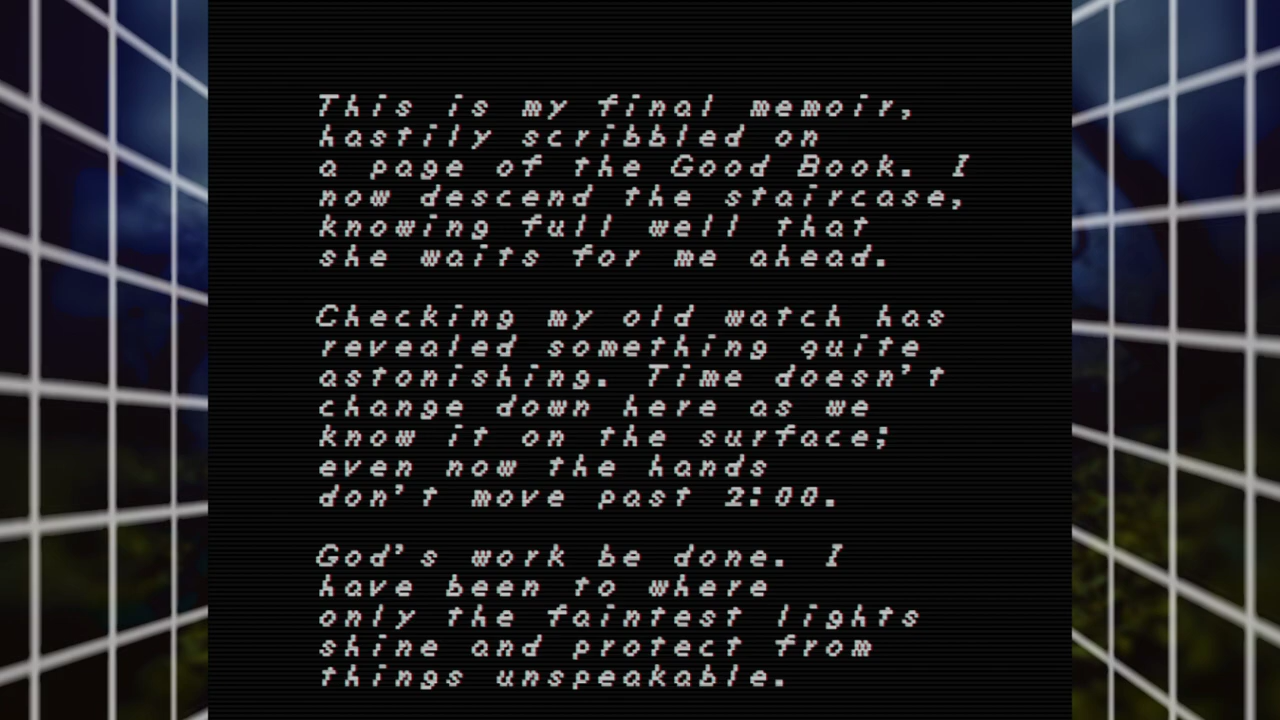 This is my final memoir,
hastily scribbled on
a page of the Good Book. I
now descend the staircase,
knowing full well that
she waits for me ahead.
Checking my old watch has
revealed something quite
astonishing. Time doesn't
change down here as we
know it on the surface;
even now the hands
don't move past 2:00.
God's work be done. I
have been to where
only the faintest lights
shine and protect from
things unspeakable.